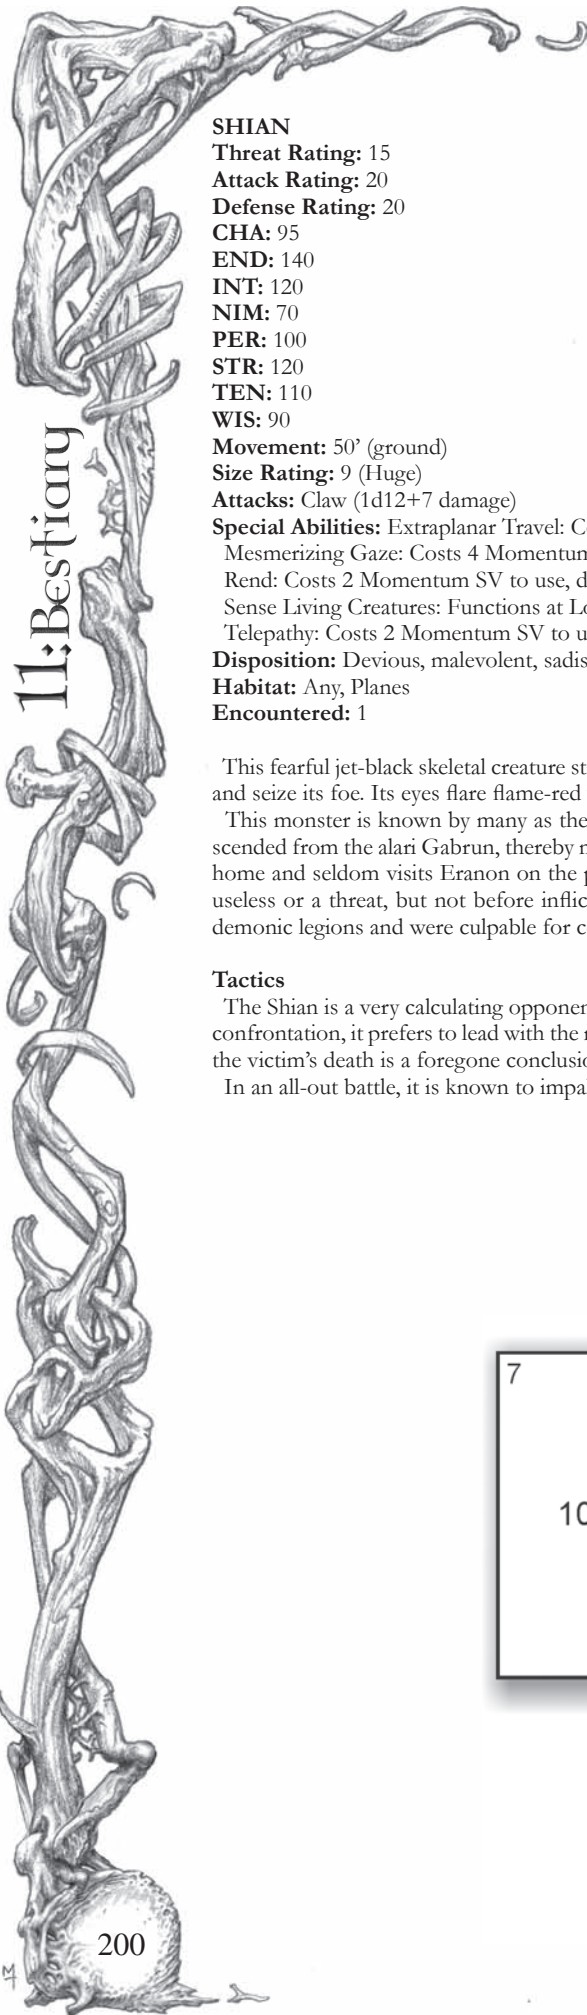 SHIAN
Threat Rating: 15
Attack Rating: 20
Defense Rating: 20
CHA: 95
END: 140
INT: 120
NIM: 70
PER: 100
STR: 120
TEN: 110
WIS: 90
Movement: 50’ (ground)
Size Rating: 9 (Huge)
Attacks: Claw (1d12+7 damage)
Special Abilities: Extraplanar Travel:
Mesmerizing Gaze: Costs 4 Momentum
Rend: Costs 2 Momentum SV to use,
Sense Living Creatures: Functions at
Telepathy: Costs 2 Momentum SV to
Disposition: Devious, malevolent,
Habitat: Any, Planes
Encountered: 1
This fearful jet-black skeletal creature
and seize its foe. Its eyes flare flame-red
This monster is known by many as the
scended from the alari Gabrun, thereby
home and seldom visits Eranon on the
useless or a threat, but not before
demonic legions and were culpable for
Tactics
The Shian is a very calculating
confrontation, it prefers to lead with the
the victim’s death is a foregone
In an all-out battle, it is known to
7
10
11: Bestiary
200